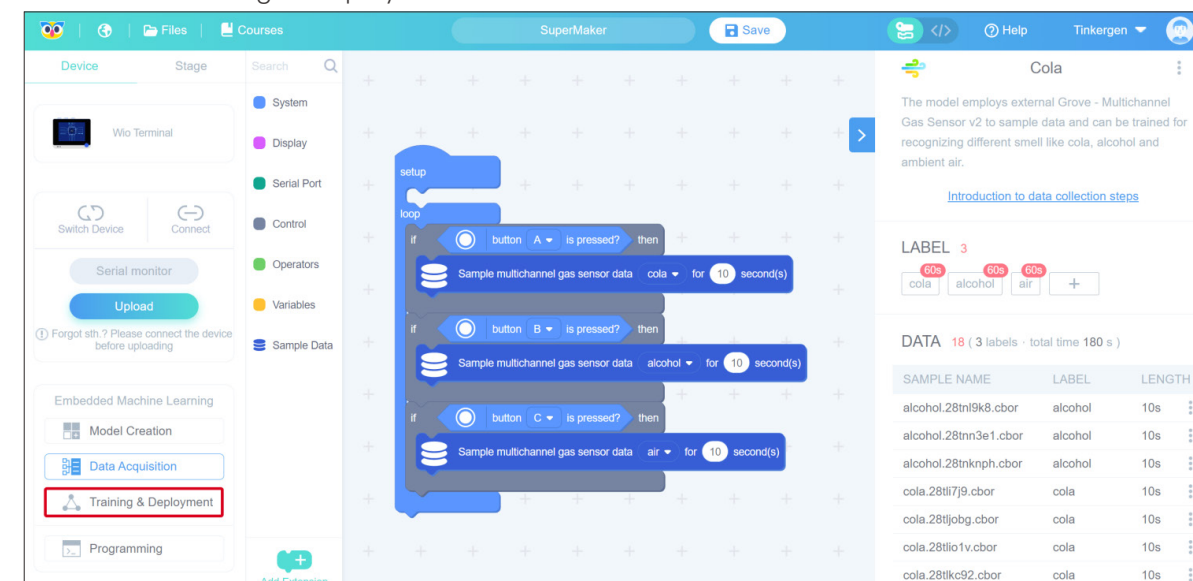 Files
Courses
SuperMaker
Save
</>
Help
Tinkergen
Device
Stage
Search
System
Display
Serial Port
Control
Operators
Variables
Sample Data
Wio Terminal
Switch Device
Connect
Serial monitor
Upload
Forgot sth.? Please connect the device
before uploading
Embedded Machine Learning
Model Creation
Data Acquisition
Training & Deployment
Programming
setup
loop
if button A is pressed? then
Sample multichannel gas sensor data cola for 10 second(s)
if button B is pressed? then
Sample multichannel gas sensor data alcohol for 10 second(s)
if button C is pressed? then
Sample multichannel gas sensor data air for 10 second(s)
Cola
The model employs external Grove - Multichannel
Gas Sensor v2 to sample data and can be trained for
recognizing different smell like cola, alcohol and
ambient air.
Introduction to data collection steps
LABEL 3
60s 60s 60s
cola alcohol air +
DATA 18 ( 3 labels · total time 180 s )
SAMPLE NAME LABEL LENGTH
alcohol.28tnl9k8.cbor alcohol 10s
alcohol.28tnn3e1.cbor alcohol 10s
alcohol.28tnknph.cbor alcohol 10s
cola.28tli7j9.cbor cola 10s
cola.28tljobg.cbor cola 10s
cola.28tlio1v.cbor cola 10s
cola.28tlkc92.cbor cola 10s